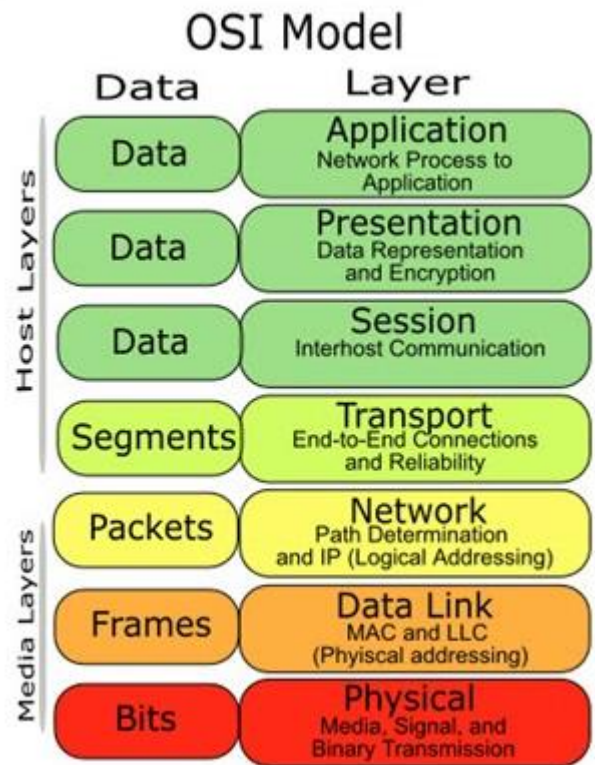 OSI Model
Data Layer
Host Layers
Data
Application
Network Process to
Application
Data
Presentation
Data Representation
and Encryption
Data
Session
Interhost Communication
Segments
Transport
End-to-End Connections
and Reliability
Media Layers
Packets
Network
Path Determination
and IP (Logical Addressing)
Frames
Data Link
MAC and LLC
(Phyiscal addressing)
Bits
Physical
Media, Signal, and
Binary Transmission